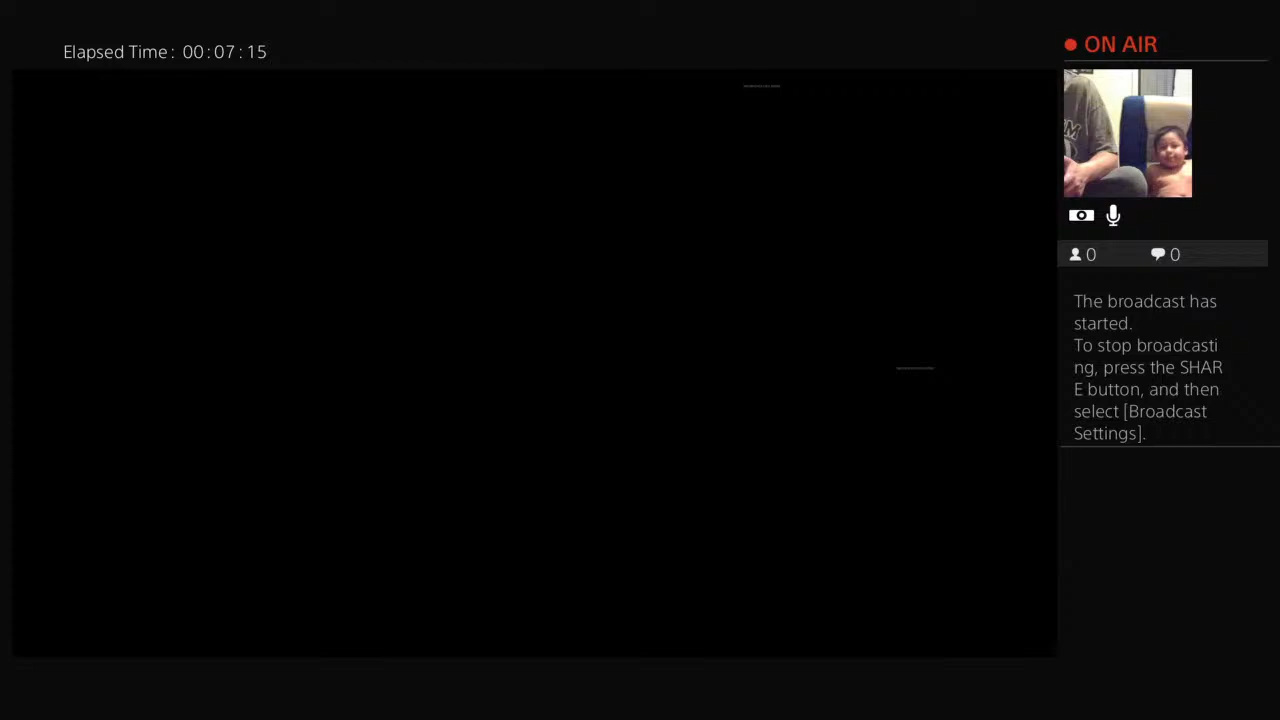 Elapsed Time: 00:07:15
ON AIR
0
0
The broadcast has
started.
To stop broadcasti
ng, press the SHAR
E button, and then
select [Broadcast
Settings].